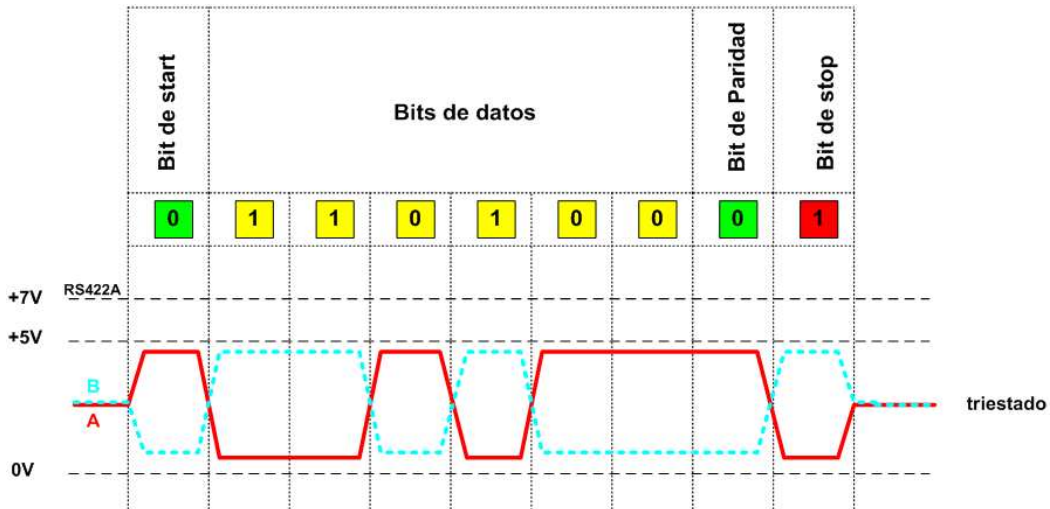 Bit de start
Bits de datos
Bit de Paridad
Bit de stop
0 1 1 0 1 0 0 0 1
+7V RS422A
+5V
B
A
triestado
0V